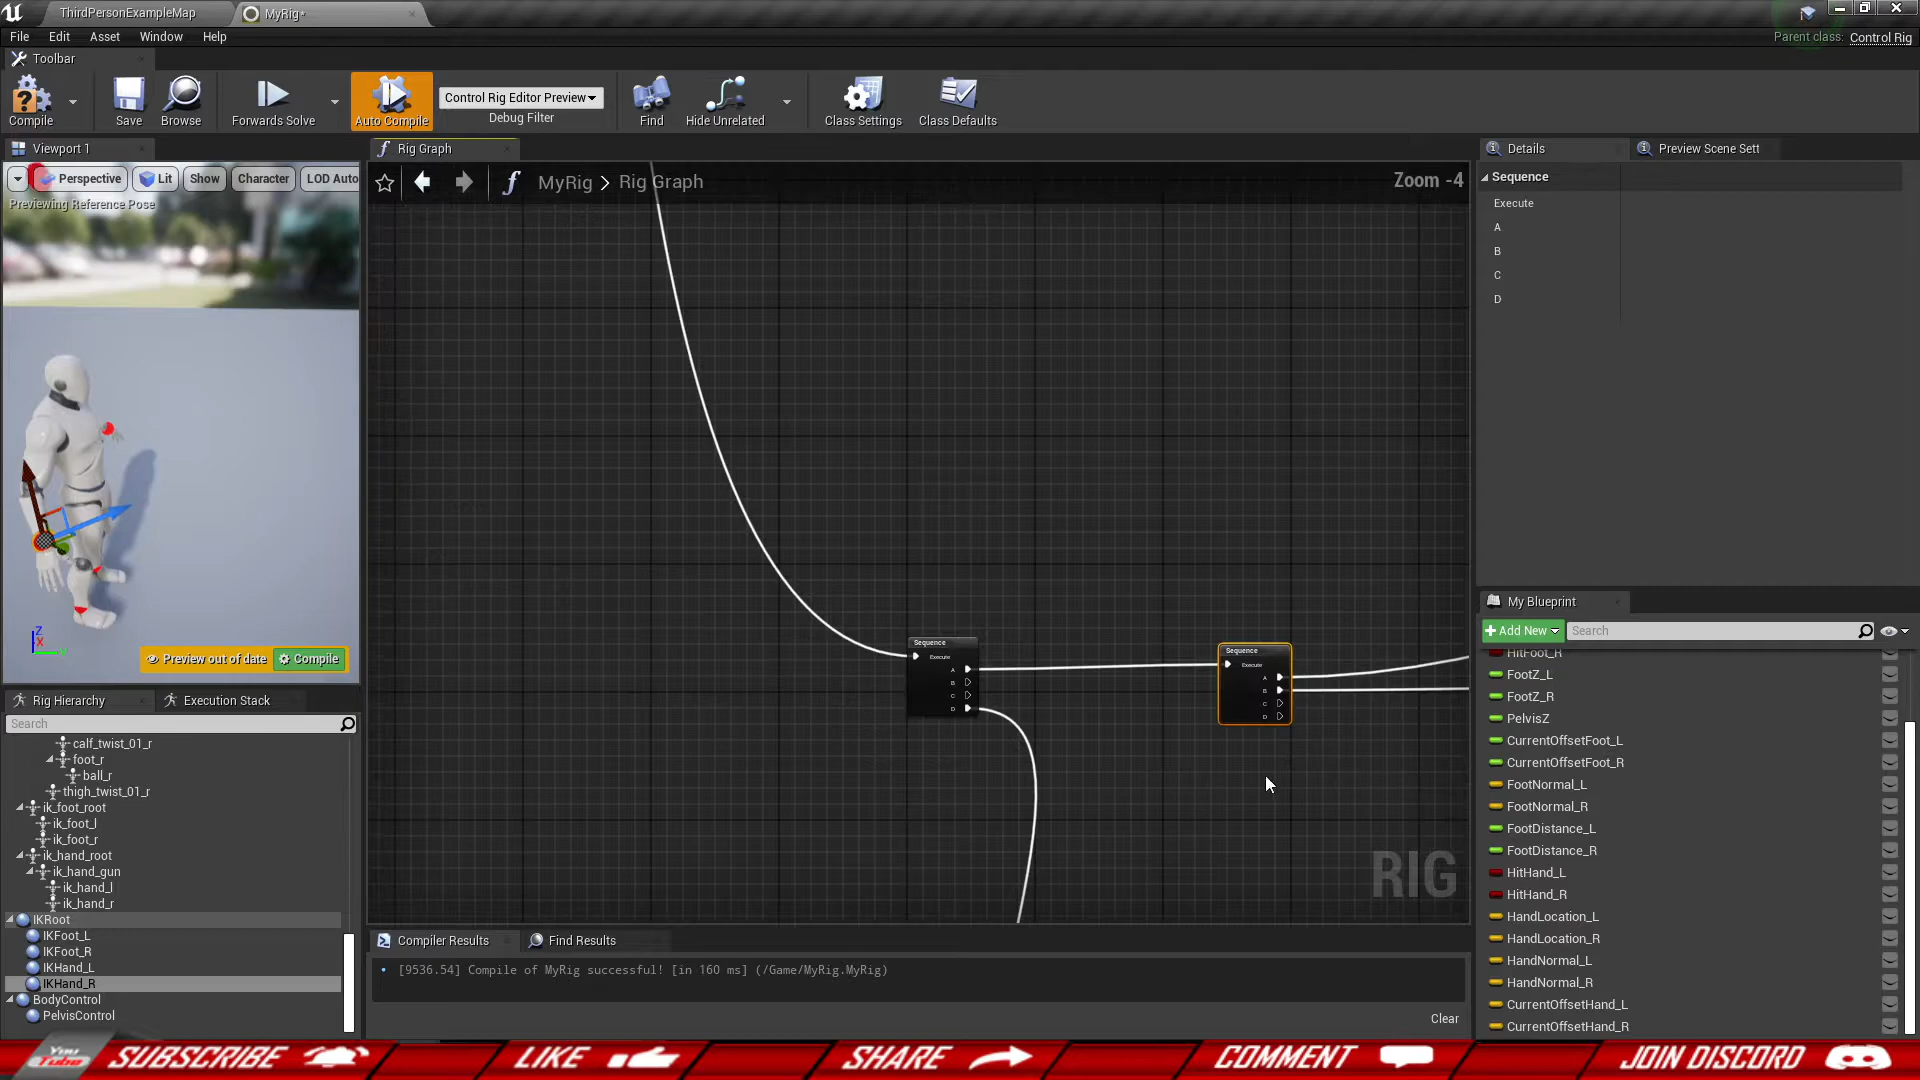 ThirdPersonExampleMap
MyRig*
File
Edit
Asset
Window
Help
Parent class:
Control Rig
Toolbar
Compile
Save
Browse
Forwards Solve
Auto Compile
Control Rig Editor Preview
Debug Filter
Find
Hide Unrelated
Class Settings
Class Defaults
Viewport 1
Perspective
Lit
Show
Character
LOD Auto
Previewing Reference Pose
Z
X
Preview out of date
Compile
Rig Graph
MyRig > Rig Graph
Zoom -4
Sequence
Execute
A
B
C
D
Sequence
Execute
A
B
C
D
RIG
Details
Preview Scene Sett
Sequence
Execute
A
B
C
D
Rig Hierarchy
Execution Stack
Search
calf_twist_01_r
foot_r
ball_r
thigh_twist_01_r
ik_foot_root
ik_foot_l
ik_foot_r
ik_hand_root
ik_hand_gun
ik_hand_l
ik_hand_r
IKRoot
IKFoot_L
IKFoot_R
IKHand_L
IKHand_R
BodyControl
PelvisControl
Compiler Results
Find Results
[9536.54] Compile of MyRig successful! [in 160 ms] (/Game/MyRig.MyRig)
Clear
My Blueprint
Add New
Search
HitFoot_R
FootZ_L
FootZ_R
PelvisZ
CurrentOffsetFoot_L
CurrentOffsetFoot_R
FootNormal_L
FootNormal_R
FootDistance_L
FootDistance_R
HitHand_L
HitHand_R
HandLocation_L
HandLocation_R
HandNormal_L
HandNormal_R
CurrentOffsetHand_L
CurrentOffsetHand_R
You Tube
SUBSCRIBE
LIKE
SHARE
COMMENT
JOIN DISCORD